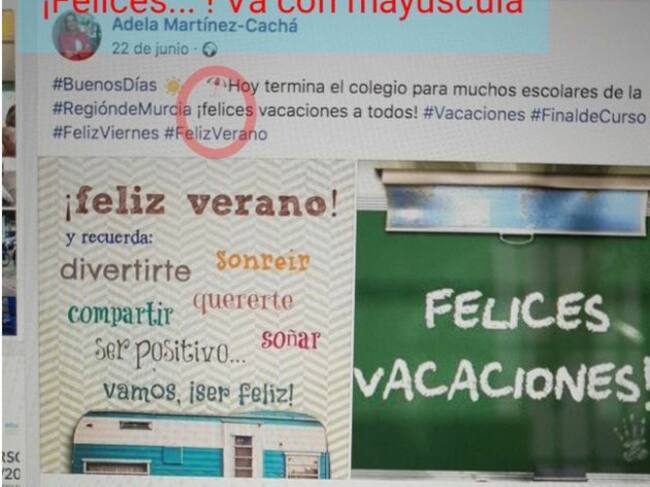 ¡Felices... ! Va con mayúscula
Adela Martínez-Cachá
22 de junio ·
#BuenosDías Hoy termina el colegio para muchos escolares de la
#RegióndeMurcia ¡felices vacaciones a todos! #Vacaciones #FinaldeCurso
#FelizViernes #FelizVerano
¡feliz verano!
y recuerda:
divertirte
sonreir
compartir
quererte
ser positivo...
soñar
vamos, ¡ser feliz!
FELICES
VACACIONES!